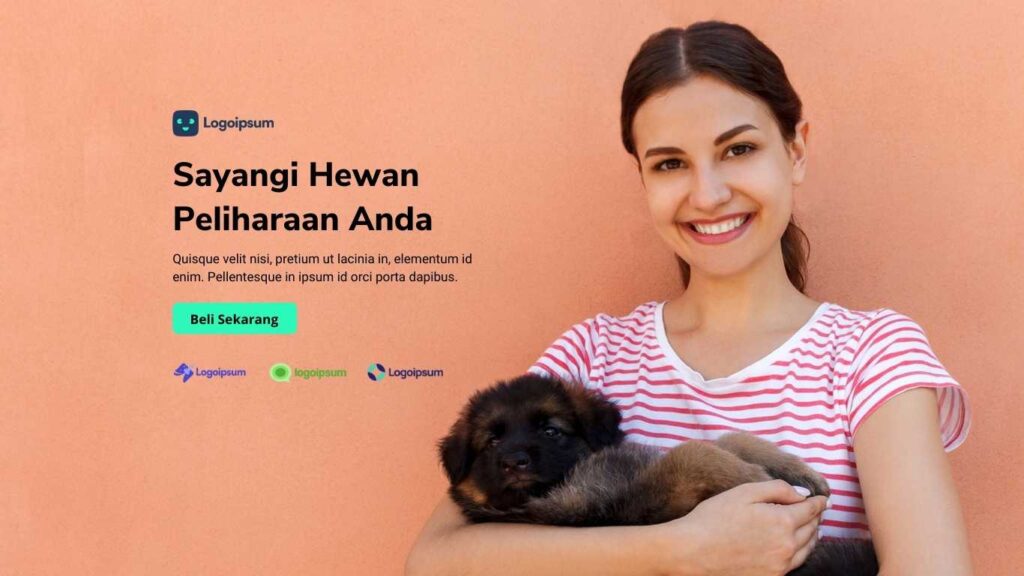 Logoipsum
Sayangi Hewan
Peliharaan Anda
Quisque velit nisi, pretium ut lacinia in, elementum id
enim. Pellentesque in ipsum id orci porta dapibus.
Beli Sekarang
Logoipsum logoipsum Logoipsum